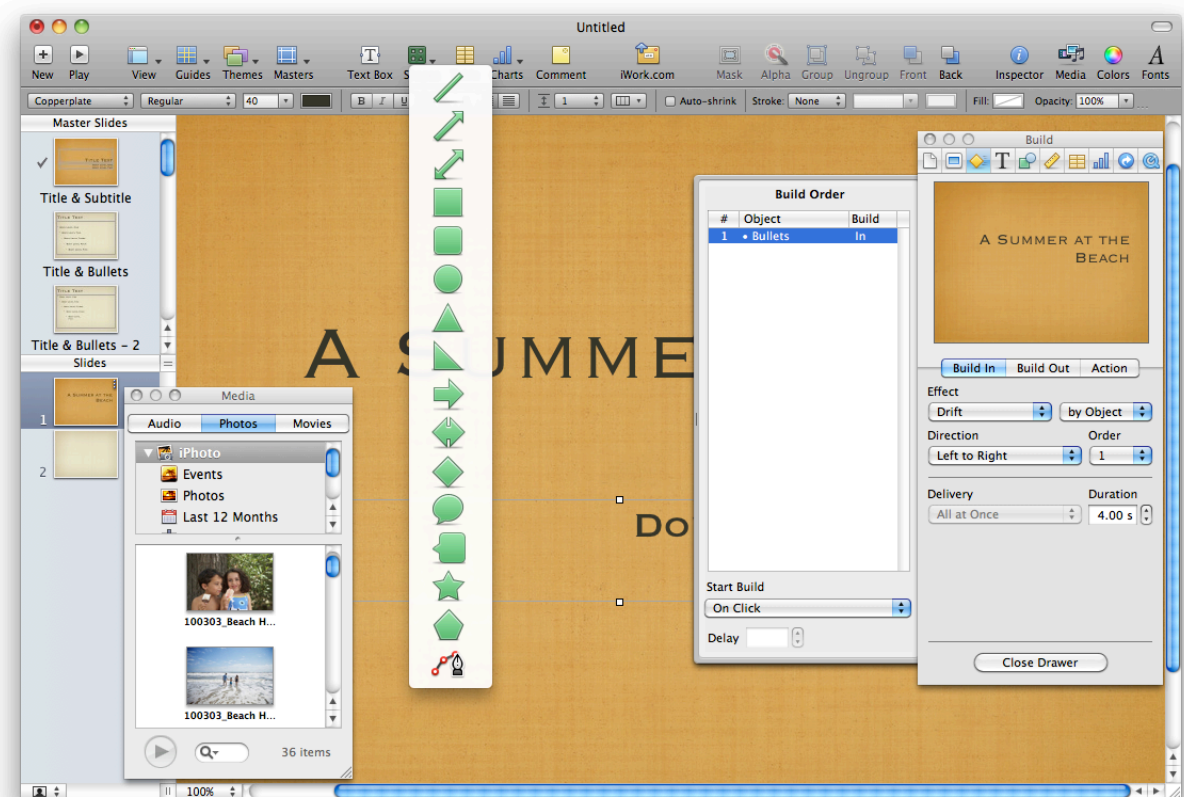 Untitled
New Play View Guides Themes Masters Text Box Charts Comment iWork.com Mask Alpha Group Ungroup Front Back Inspector Media Colors Fonts
Copperplate Regular 40 B I U 1 Auto-shrink Stroke: None Fill: Opacity: 100%
Master Slides
TITLE TEXT
Title & Subtitle
TITLE TEXT
Title & Bullets
TITLE TEXT
Title & Bullets – 2
Slides
A SUMMER AT THE
BEACH
1
2
Media
Audio Photos Movies
iPhoto
Events
Photos
Last 12 Months
100303_Beach H...
100303_Beach H...
36 items
100%
A SUMME
Do
Build Order
# Object Build
1 • Bullets In
Start Build
On Click
Delay
Build
T
A SUMMER AT THE
BEACH
Build In Build Out Action
Effect
Drift by Object
Direction Order
Left to Right 1
Delivery Duration
All at Once 4.00 s
Close Drawer